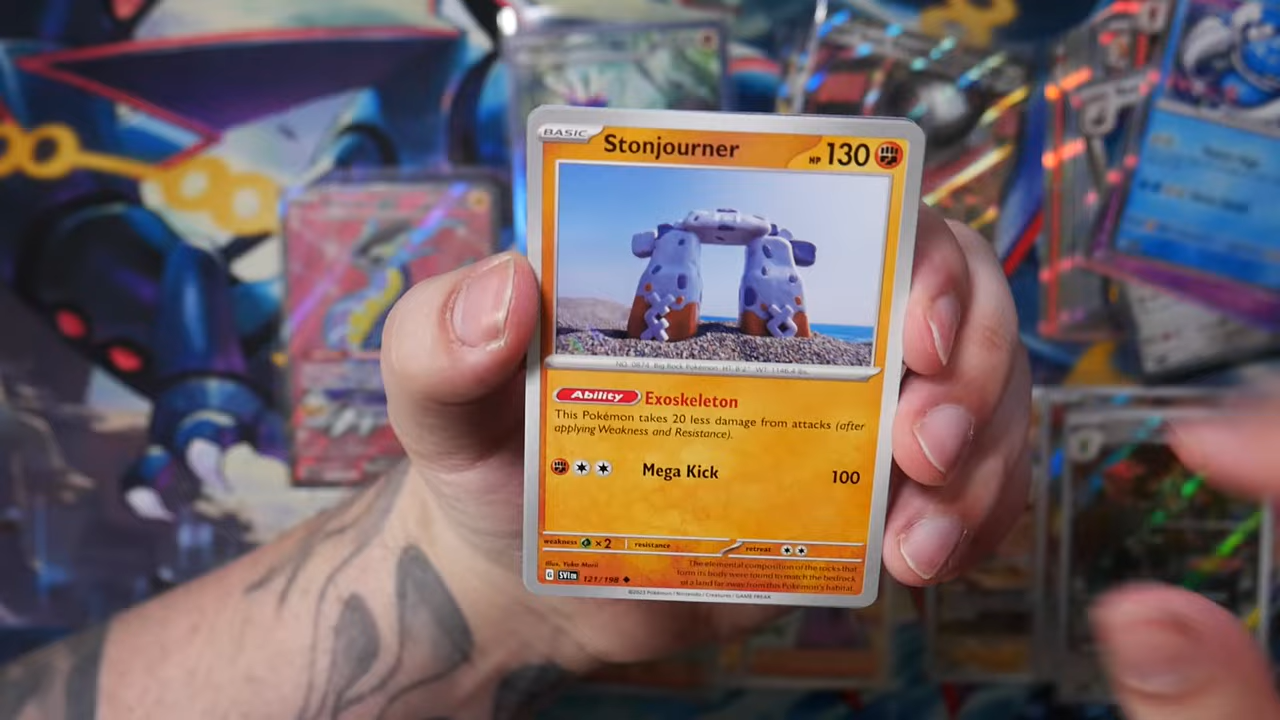 BASIC Stonjourner HP 130
NO. 0874 Big Rock Pokémon HT: 8'2" WT: 1146.4 lbs.
Ability Exoskeleton
This Pokémon takes 20 less damage from attacks (after
applying Weakness and Resistance).
Mega Kick 100
weakness ×2 resistance retreat
Illus. Yuka Morii
The elemental composition of the rocks that
form its body were found to match the bedrock
of a land far away from this Pokémon's habitat.
G SVI EN 121/198
©2023 Pokémon / Nintendo / Creatures / GAME FREAK